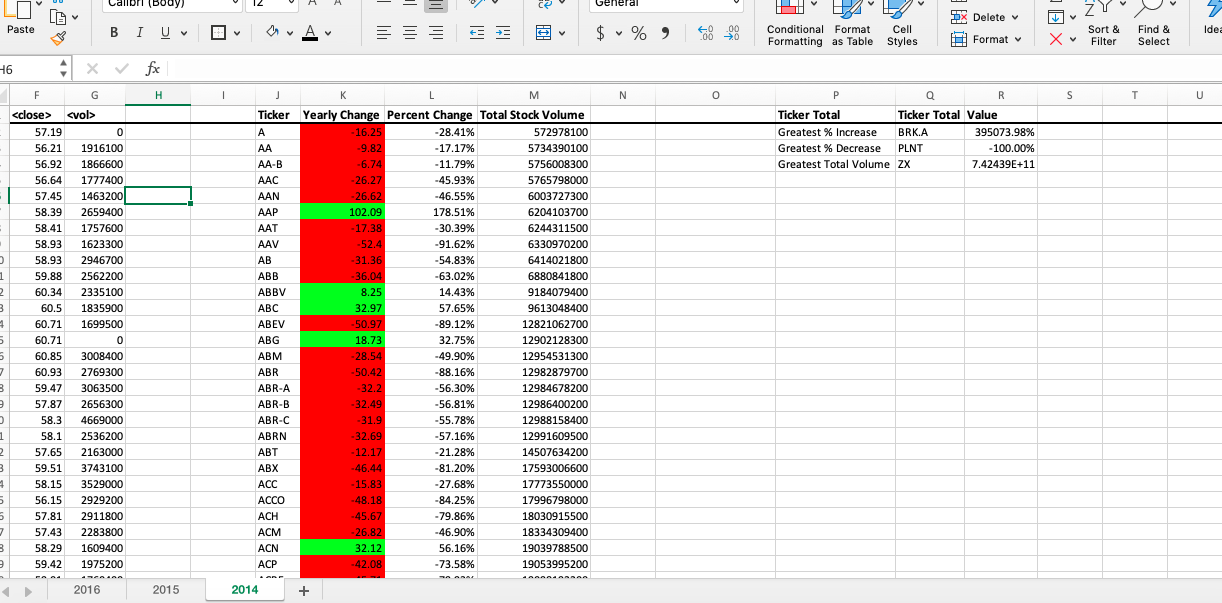 Calibri (Body) 12 A A General
Paste B I U A $ % Conditional Formatting Format as Table Cell Styles Delete Format Sort & Filter Find & Select
H6 fx
F G H I J K L M N O P Q R S T U
<close> <vol> Ticker Yearly Change Percent Change Total Stock Volume Ticker Total Ticker Total Value
57.19 0 A -16.25 -28.41% 572978100 Greatest % Increase BRK.A 395073.98%
56.21 1916100 AA -9.82 -17.17% 5734390100 Greatest % Decrease PLNT -100.00%
56.92 1866600 AA-B -6.74 -11.79% 5756008300 Greatest Total Volume ZX 7.42439E+11
56.64 1777400 AAC -26.27 -45.93% 5765798000
57.45 1463200 AAN -26.62 -46.55% 6003727300
58.39 2659400 AAP 102.09 178.51% 6204103700
58.41 1757600 AAT -17.38 -30.39% 6244311500
58.93 1623300 AAV -52.4 -91.62% 6330970200
58.93 2946700 AB -31.36 -54.83% 6414021800
59.88 2562200 ABB -36.04 -63.02% 6880841800
60.34 2335100 ABBV 8.25 14.43% 9184079400
60.5 1835900 ABC 32.97 57.65% 9613048400
60.71 1699500 ABEV -50.97 -89.12% 12821062700
60.71 0 ABG 18.73 32.75% 12902128300
60.85 3008400 ABM -28.54 -49.90% 12954531300
60.93 2769300 ABR -50.42 -88.16% 12982879700
59.47 3063500 ABR-A -32.2 -56.30% 12984678200
57.87 2656300 ABR-B -32.49 -56.81% 12986400200
58.3 4669000 ABR-C -31.9 -55.78% 12988158400
58.1 2536200 ABRN -32.69 -57.16% 12991609500
57.65 2163000 ABT -12.17 -21.28% 14507634200
59.51 3743100 ABX -46.44 -81.20% 17593006600
58.15 3529000 ACC -15.83 -27.68% 17773550000
56.15 2929200 ACCO -48.18 -84.25% 17996798000
57.81 2911800 ACH -45.67 -79.86% 18030915500
57.43 2283800 ACM -26.82 -46.90% 18334309400
58.29 1609400 ACN 32.12 56.16% 19039788500
59.42 1975200 ACP -42.08 -73.58% 19053995200
2016 2015 2014 +